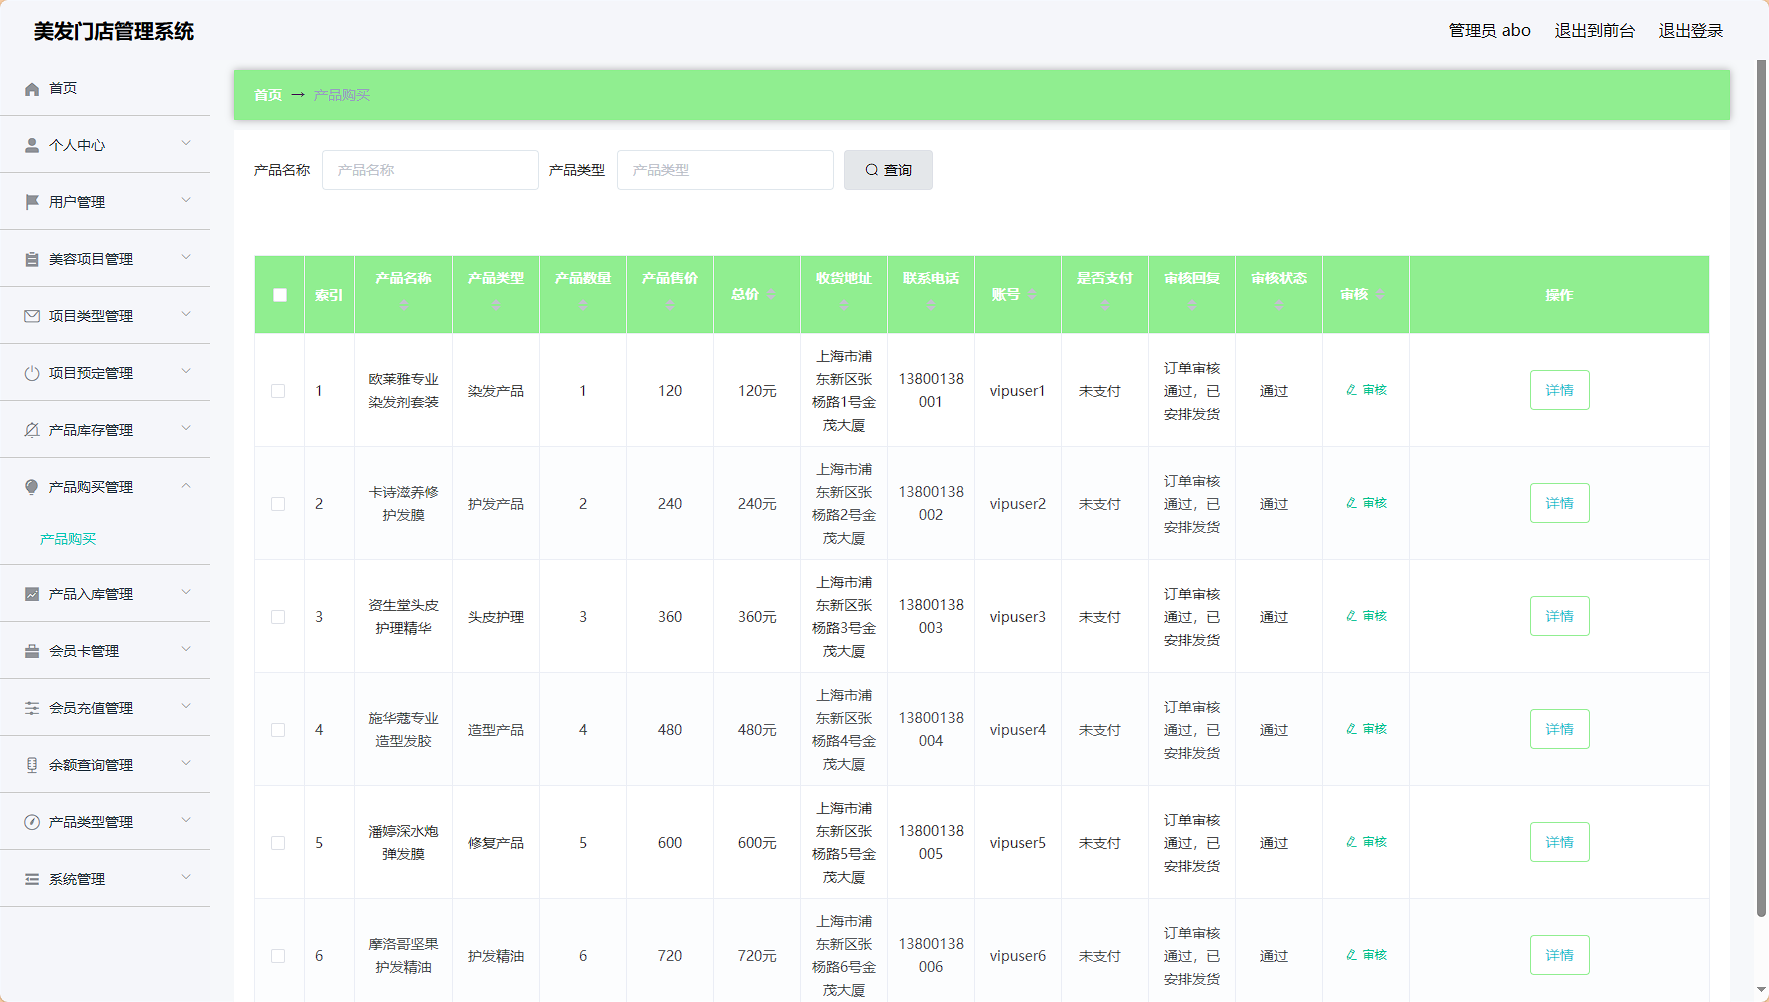 美发门店管理系统
管理员 abo 退出到前台 退出登录
首页
个人中心
用户管理
美容项目管理
项目类型管理
项目预定管理
产品库存管理
产品购买管理
产品购买
产品入库管理
会员卡管理
会员充值管理
余额查询管理
产品类型管理
系统管理
首页 → 产品购买
产品名称 产品名称 产品类型 产品类型 查询
索引 产品名称 产品类型 产品数量 产品售价 总价 收货地址 联系电话 账号 是否支付 审核回复 审核状态 审核 操作
1 欧莱雅专业染发剂套装 染发产品 1 120 120元 上海市浦东新区张杨路1号金茂大厦 13800138001 vipuser1 未支付 订单审核通过，已安排发货 通过 审核 详情
2 卡诗滋养修护发膜 护发产品 2 240 240元 上海市浦东新区张杨路2号金茂大厦 13800138002 vipuser2 未支付 订单审核通过，已安排发货 通过 审核 详情
3 资生堂头皮护理精华 头皮护理 3 360 360元 上海市浦东新区张杨路3号金茂大厦 13800138003 vipuser3 未支付 订单审核通过，已安排发货 通过 审核 详情
4 施华蔻专业造型发胶 造型产品 4 480 480元 上海市浦东新区张杨路4号金茂大厦 13800138004 vipuser4 未支付 订单审核通过，已安排发货 通过 审核 详情
5 潘婷深水炮弹发膜 修复产品 5 600 600元 上海市浦东新区张杨路5号金茂大厦 13800138005 vipuser5 未支付 订单审核通过，已安排发货 通过 审核 详情
6 摩洛哥坚果护发精油 护发精油 6 720 720元 上海市浦东新区张杨路6号金茂大厦 13800138006 vipuser6 未支付 订单审核通过，已安排发货 通过 审核 详情